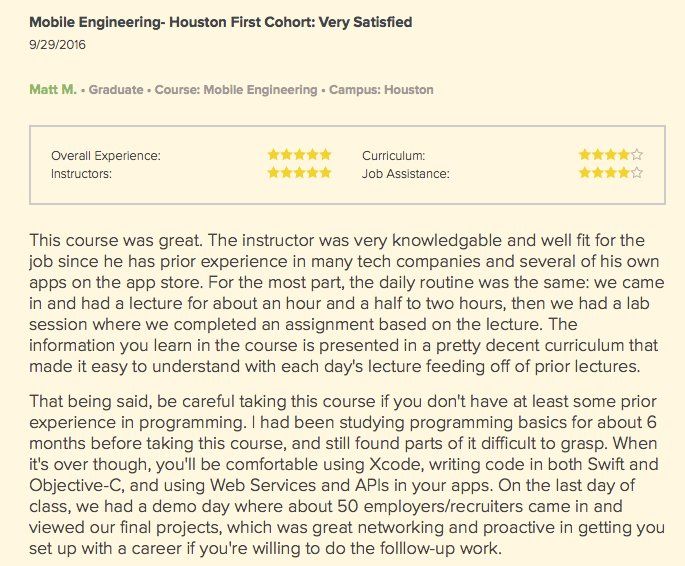 Mobile Engineering- Houston First Cohort: Very Satisfied
9/29/2016
Matt M. • Graduate • Course: Mobile Engineering • Campus: Houston
Overall Experience: ★★★★★ Curriculum: ★★★★☆
Instructors: ★★★★★ Job Assistance: ★★★★☆
This course was great. The instructor was very knowledgable and well fit for the
job since he has prior experience in many tech companies and several of his own
apps on the app store. For the most part, the daily routine was the same: we came
in and had a lecture for about an hour and a half to two hours, then we had a lab
session where we completed an assignment based on the lecture. The
information you learn in the course is presented in a pretty decent curriculum that
made it easy to understand with each day's lecture feeding off of prior lectures.
That being said, be careful taking this course if you don't have at least some prior
experience in programming. I had been studying programming basics for about 6
months before taking this course, and still found parts of it difficult to grasp. When
it's over though, you'll be comfortable using Xcode, writing code in both Swift and
Objective-C, and using Web Services and APIs in your apps. On the last day of
class, we had a demo day where about 50 employers/recruiters came in and
viewed our final projects, which was great networking and proactive in getting you
set up with a career if you're willing to do the folllow-up work.